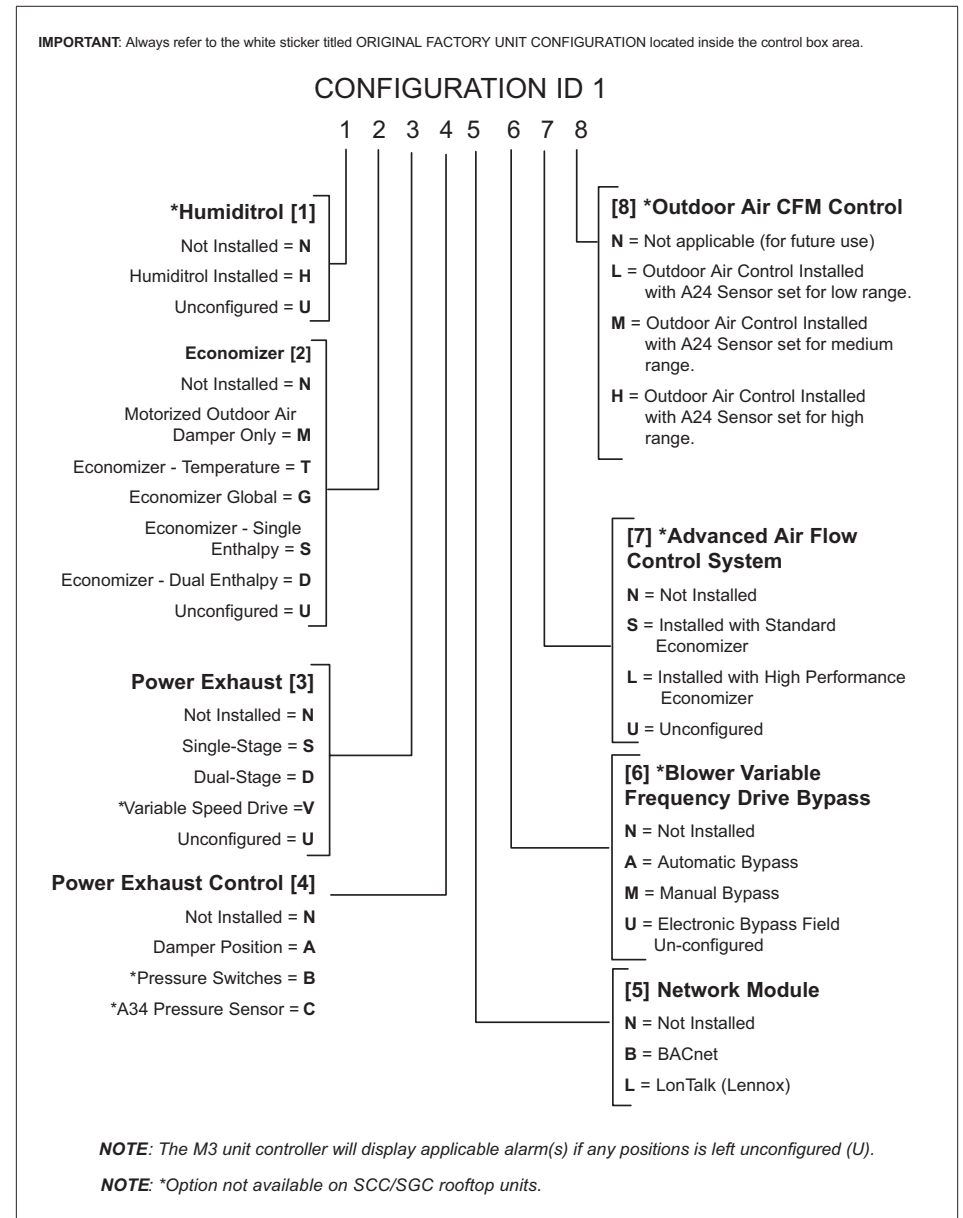 IMPORTANT: Always refer to the white sticker titled ORIGINAL FACTORY UNIT CONFIGURATION located inside the control box area.
CONFIGURATION ID 1
1 2 3 4 5 6 7 8
*Humiditrol [1]
Not Installed = N
Humiditrol Installed = H
Unconfigured = U
Economizer [2]
Not Installed = N
Motorized Outdoor Air
Damper Only = M
Economizer - Temperature = T
Economizer Global = G
Economizer - Single
Enthalpy = S
Economizer - Dual Enthalpy = D
Unconfigured = U
Power Exhaust [3]
Not Installed = N
Single-Stage = S
Dual-Stage = D
*Variable Speed Drive =V
Unconfigured = U
Power Exhaust Control [4]
Not Installed = N
Damper Position = A
*Pressure Switches = B
*A34 Pressure Sensor = C
[8] *Outdoor Air CFM Control
N = Not applicable (for future use)
L = Outdoor Air Control Installed
with A24 Sensor set for low range.
M = Outdoor Air Control Installed
with A24 Sensor set for medium
range.
H = Outdoor Air Control Installed
with A24 Sensor set for high
range.
[7] *Advanced Air Flow
Control System
N = Not Installed
S = Installed with Standard
Economizer
L = Installed with High Performance
Economizer
U = Unconfigured
[6] *Blower Variable
Frequency Drive Bypass
N = Not Installed
A = Automatic Bypass
M = Manual Bypass
U = Electronic Bypass Field
Un-configured
[5] Network Module
N = Not Installed
B = BACnet
L = LonTalk (Lennox)
NOTE: The M3 unit controller will display applicable alarm(s) if any positions is left unconfigured (U).
NOTE: *Option not available on SCC/SGC rooftop units.